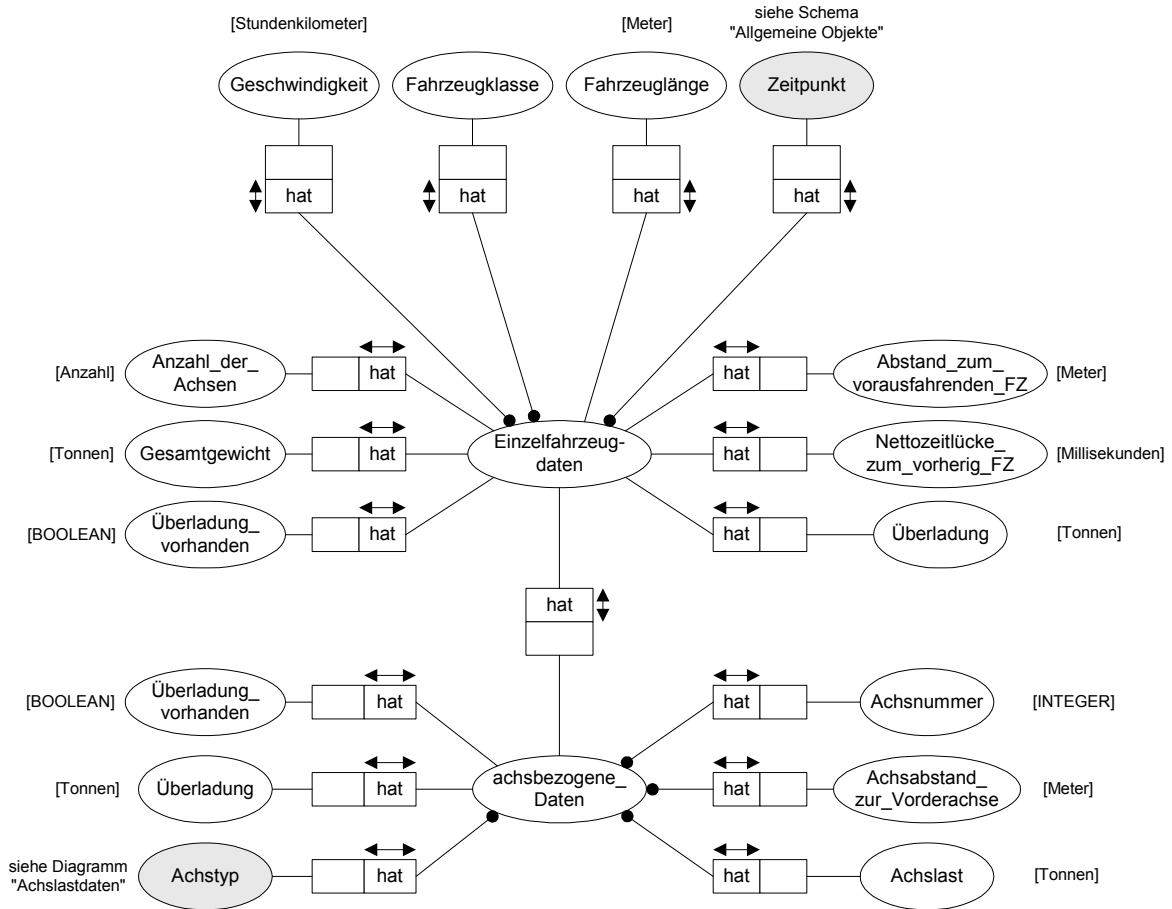 siehe Schema
[Stundenkilometer]
[Meter]
"Allgemeine Objekte"
Geschwindigkeit
Fahrzeugklasse
Fahrzeuglänge
Zeitpunkt
hat
hat
hat
hat
[Anzahl]
Anzahl_der_
Achsen
hat
hat
Abstand_zum_
vorausfahrenden_FZ
[Meter]
[Tonnen]
Gesamtgewicht
hat
Einzelfahrzeug-
daten
hat
Nettozeitlücke_
zum_vorherig_FZ
[Millisekunden]
[BOOLEAN]
Überladung_
vorhanden
hat
hat
Überladung
[Tonnen]
hat
[BOOLEAN]
Überladung_
vorhanden
hat
hat
Achsnummer
[INTEGER]
[Tonnen]
Überladung
hat
achsbezogene_
Daten
hat
Achsabstand_
zur_Vorderachse
[Meter]
siehe Diagramm
"Achslastdaten"
Achstyp
hat
hat
Achslast
[Tonnen]